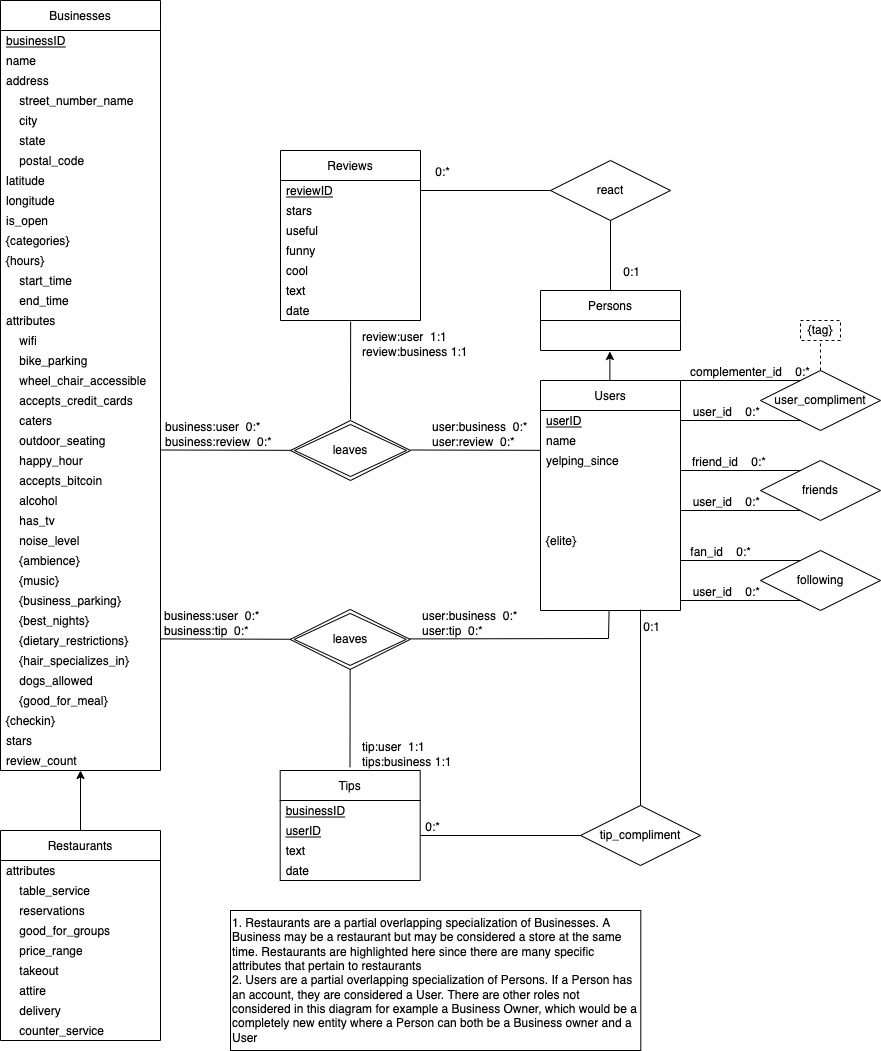 Businesses
businessID
name
address
street_number_name
city
state
postal_code
latitude
longitude
is_open
{categories}
{hours}
start_time
end_time
attributes
wifi
bike_parking
wheel_chair_accessible
accepts_credit_cards
caters
outdoor_seating
happy_hour
accepts_bitcoin
alcohol
has_tv
noise_level
{ambience}
{music}
{business_parking}
{best_nights}
{dietary_restrictions}
{hair_specializes_in}
dogs_allowed
{good_for_meal}
{checkin}
stars
review_count
Restaurants
attributes
table_service
reservations
good_for_groups
price_range
takeout
attire
delivery
counter_service
Reviews
reviewID
stars
useful
funny
cool
text
date
0:*
react
0:1
Persons
review:user 1:1
review:business 1:1
business:user 0:*
business:review 0:*
leaves
user:business 0:*
user:review 0:*
Users
userID
name
yelping_since
{elite}
{tag}
complementer_id 0:*
user_compliment
user_id 0:*
friend_id 0:*
friends
user_id 0:*
fan_id 0:*
following
user_id 0:*
business:user 0:*
business:tip 0:*
leaves
user:business 0:*
user:tip 0:*
0:1
tip:user 1:1
tips:business 1:1
Tips
businessID
userID
text
date
0:*
tip_compliment
1. Restaurants are a partial overlapping specialization of Businesses. A
Business may be a restaurant but may be considered a store at the same
time. Restaurants are highlighted here since there are many specific
attributes that pertain to restaurants
2. Users are a partial overlapping specialization of Persons. If a Person has
an account, they are considered a User. There are other roles not
considered in this diagram for example a Business Owner, which would be a
completely new entity where a Person can both be a Business owner and a
User